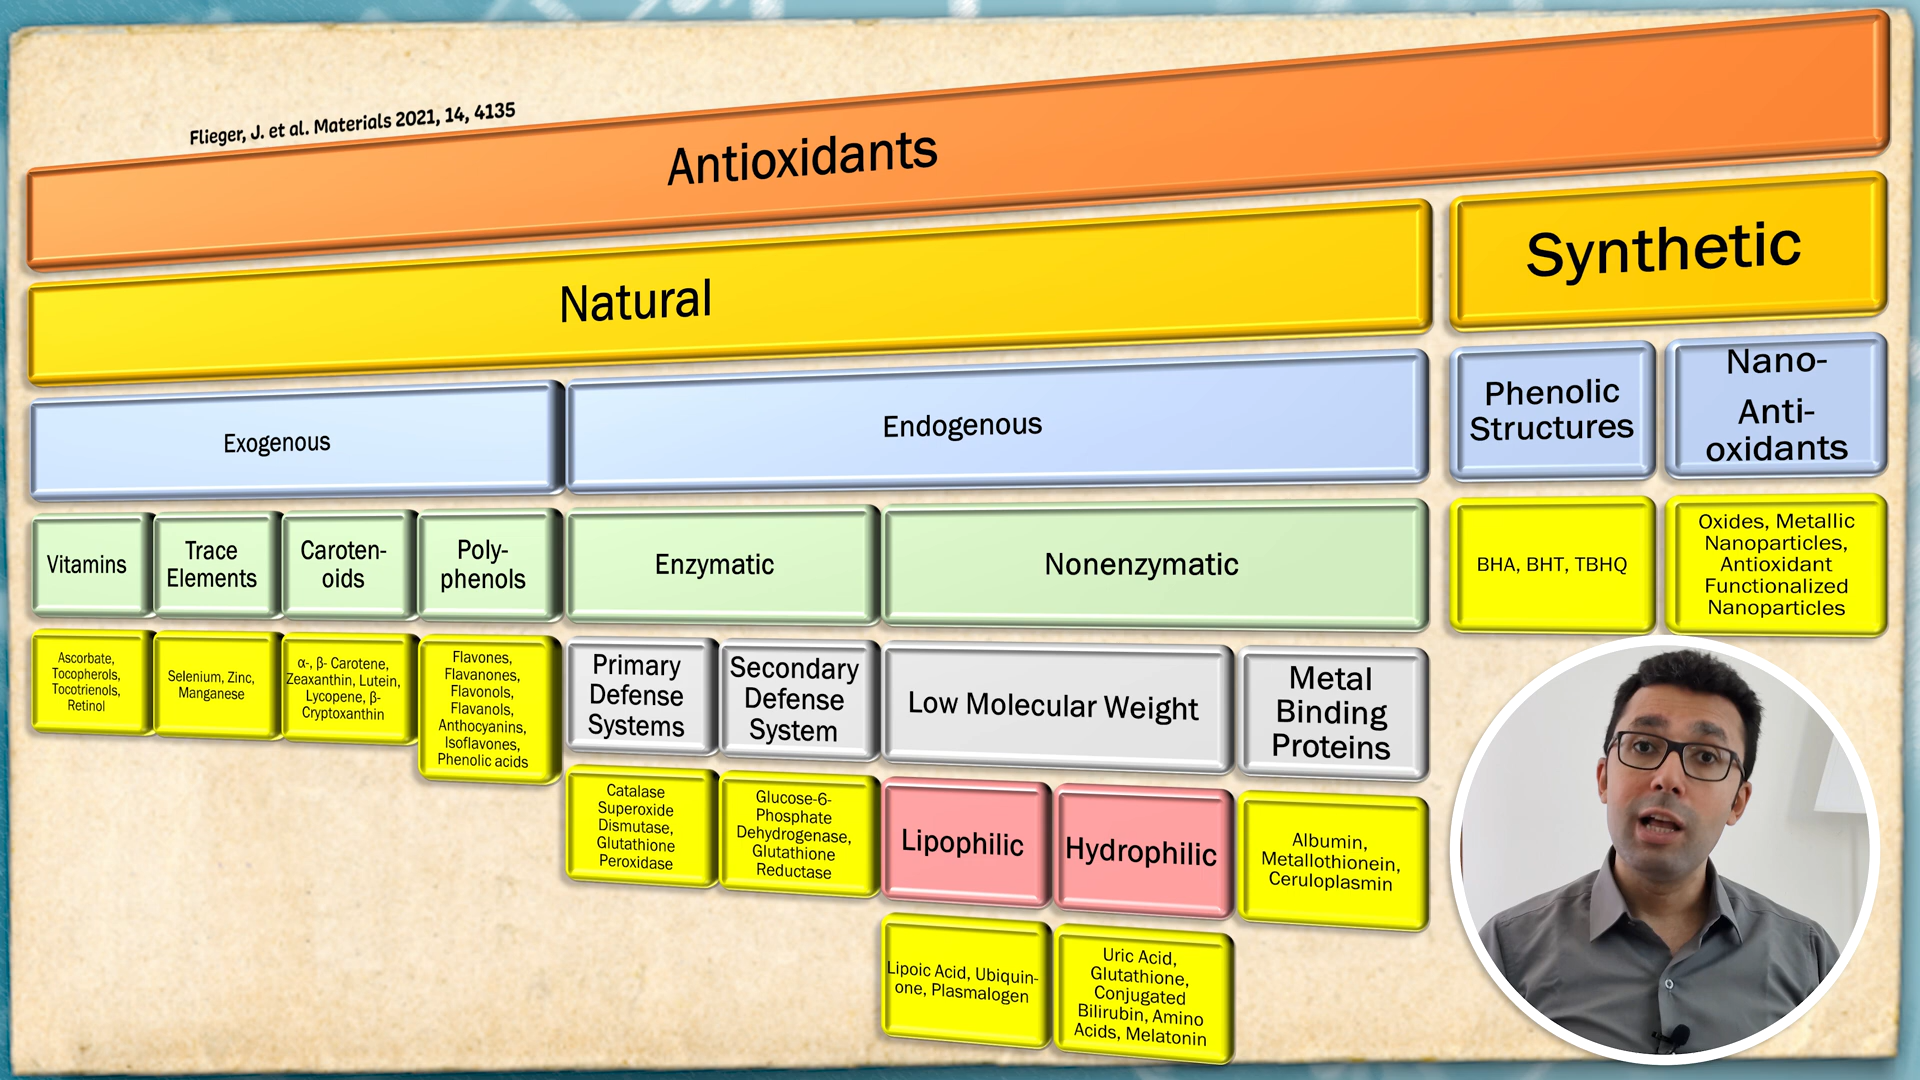 Flieger, J. et al. Materials 2021, 14, 4135
Antioxidants
Natural
Synthetic
Exogenous
Endogenous
Phenolic
Structures
Nano-
Anti-
oxidants
Vitamins
Trace
Elements
Caroten-
oids
Poly-
phenols
Enzymatic
Nonenzymatic
BHA, BHT, TBHQ
Oxides, Metallic
Nanoparticles,
Antioxidant
Functionalized
Nanoparticles
Ascorbate,
Tocopherols,
Tocotrienols,
Retinol
Selenium, Zinc,
Manganese
α-, β- Carotene,
Zeaxanthin, Lutein,
Lycopene, β-
Cryptoxanthin
Flavones,
Flavanones,
Flavonols,
Flavanols,
Anthocyanins,
Isoflavones,
Phenolic acids
Primary
Defense
Systems
Secondary
Defense
System
Low Molecular Weight
Metal
Binding
Proteins
Catalase
Superoxide
Dismutase,
Glutathione
Peroxidase
Glucose-6-
Phosphate
Dehydrogenase,
Glutathione
Reductase
Lipophilic
Hydrophilic
Albumin,
Metallothionein,
Ceruloplasmin
Lipoic Acid, Ubiquin-
one, Plasmalogen
Uric Acid,
Glutathione,
Conjugated
Bilirubin, Amino
Acids, Melatonin